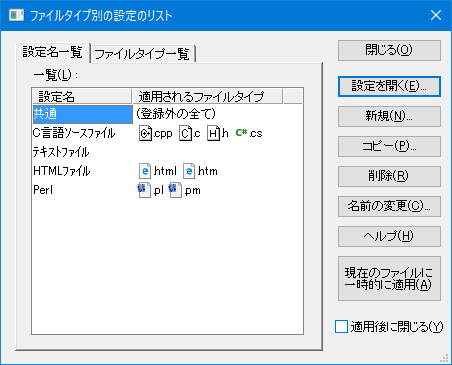 ファイルタイプ別の設定のリスト
設定名一覧 ファイルタイプ一覧
一覧(L):
設定名 適用されるファイルタイプ
共通 (登録外の全て)
C言語ソースファイル .cpp .c .h .cs
テキストファイル
HTMLファイル .html .htm
Perl .pl .pm
閉じる(O)
設定を開く(E)...
新規(N)...
コピー(P)...
削除(R)
名前の変更(C)...
ヘルプ(H)
現在のファイルに
一時的に適用(A)
適用後に閉じる(Y)